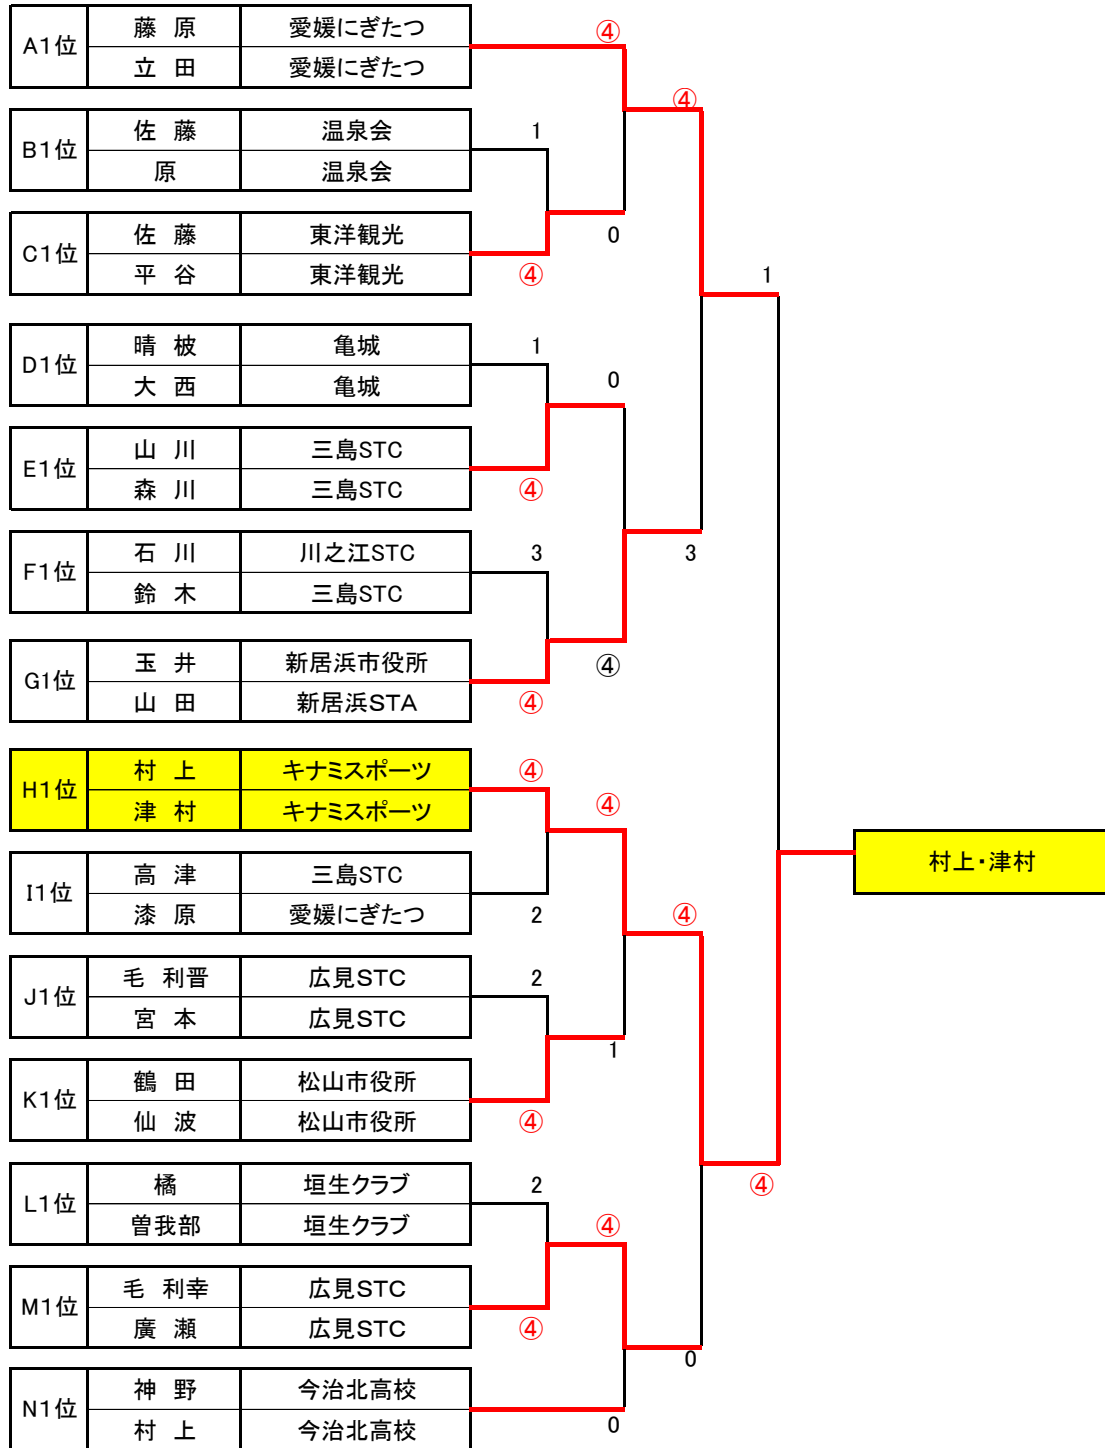 A1位 藤 原 愛媛にぎたつ
立 田 愛媛にぎたつ
④
④
B1位 佐 藤 温泉会
原 温泉会
1
C1位 佐 藤 東洋観光
平 谷 東洋観光
0
④
1
D1位 晴 柀 亀城
大 西 亀城
1
0
E1位 山 川 三島STC
森 川 三島STC
④
F1位 石 川 川之江STC
鈴 木 三島STC
3
3
G1位 玉 井 新居浜市役所
山 田 新居浜STA
④
④
H1位 村 上 キナミスポーツ
津 村 キナミスポーツ
④
④
村上・津村
I1位 高 津 三島STC
漆 原 愛媛にぎたつ
2
④
J1位 毛 利晋 広見STC
宮 本 広見STC
2
1
K1位 鶴 田 松山市役所
仙 波 松山市役所
④
L1位 橘 垣生クラブ
曽我部 垣生クラブ
2
④
④
M1位 毛 利幸 広見STC
廣 瀬 広見STC
④
0
N1位 神 野 今治北高校
村 上 今治北高校
0